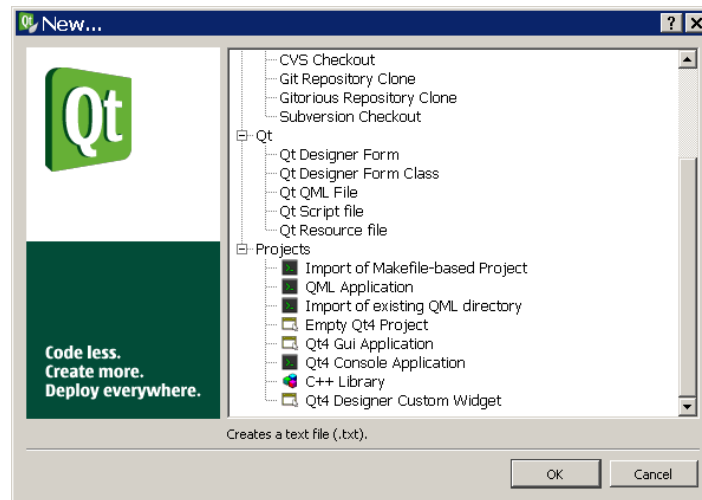 New...
Qt
Code less.
Create more.
Deploy everywhere.
CVS Checkout
Git Repository Clone
Gitorious Repository Clone
Subversion Checkout
Qt
Qt Designer Form
Qt Designer Form Class
Qt QML File
Qt Script file
Qt Resource file
Projects
Import of Makefile-based Project
QML Application
Import of existing QML directory
Empty Qt4 Project
Qt4 Gui Application
Qt4 Console Application
C++ Library
Qt4 Designer Custom Widget
Creates a text file (.txt).
OK
Cancel